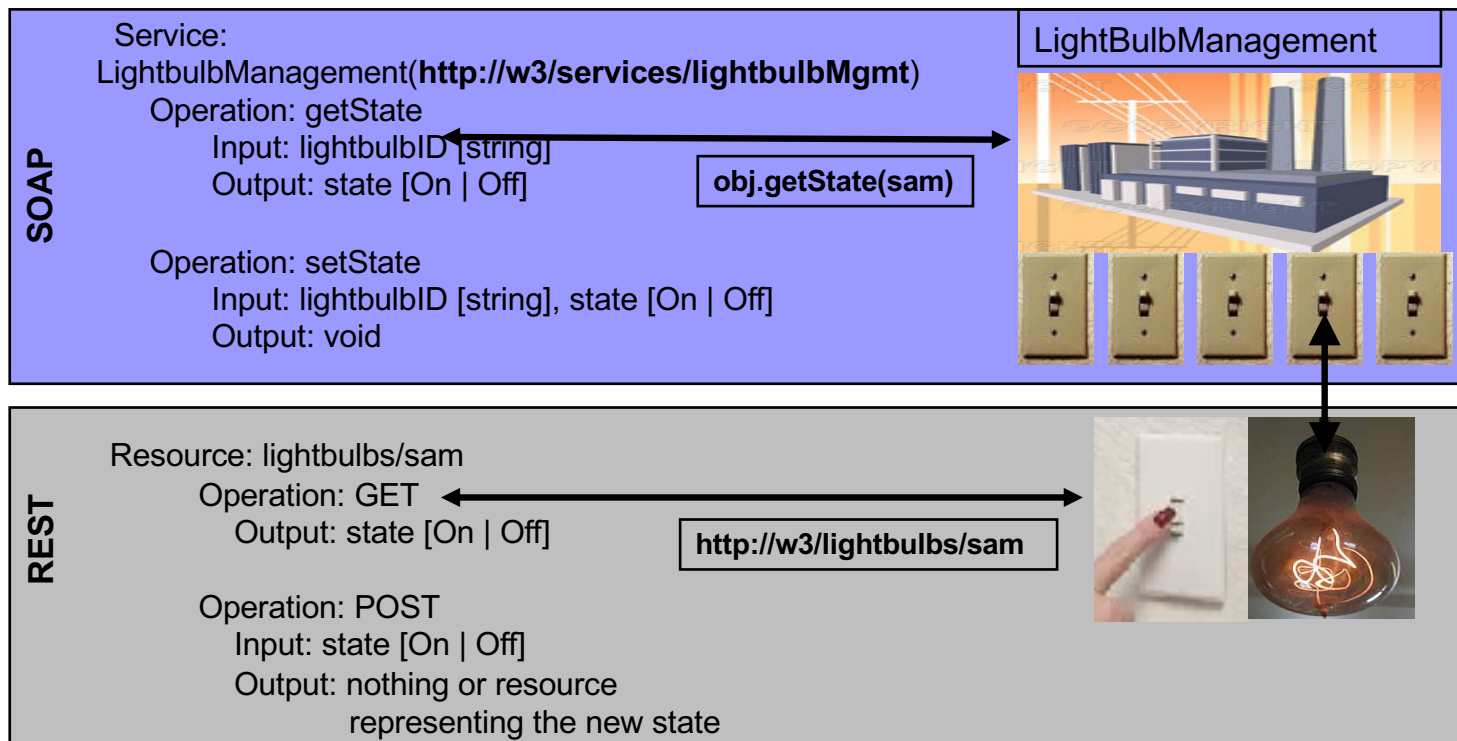 SOAP
Service:
LightbulbManagement(http://w3/services/lightbulbMgmt)
Operation: getState
Input: lightbulbID [string]
Output: state [On | Off]
obj.getState(sam)
Operation: setState
Input: lightbulbID [string], state [On | Off]
Output: void
LightBulbManagement
COPYRIGHT
REST
Resource: lightbulbs/sam
Operation: GET
Output: state [On | Off]
http://w3/lightbulbs/sam
Operation: POST
Input: state [On | Off]
Output: nothing or resource
representing the new state